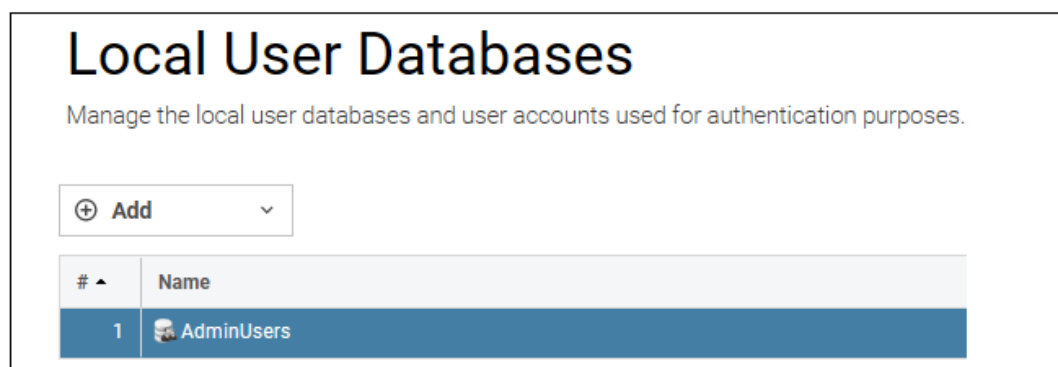 Local User Databases
Manage the local user databases and user accounts used for authentication purposes.
Add
# Name
1 AdminUsers